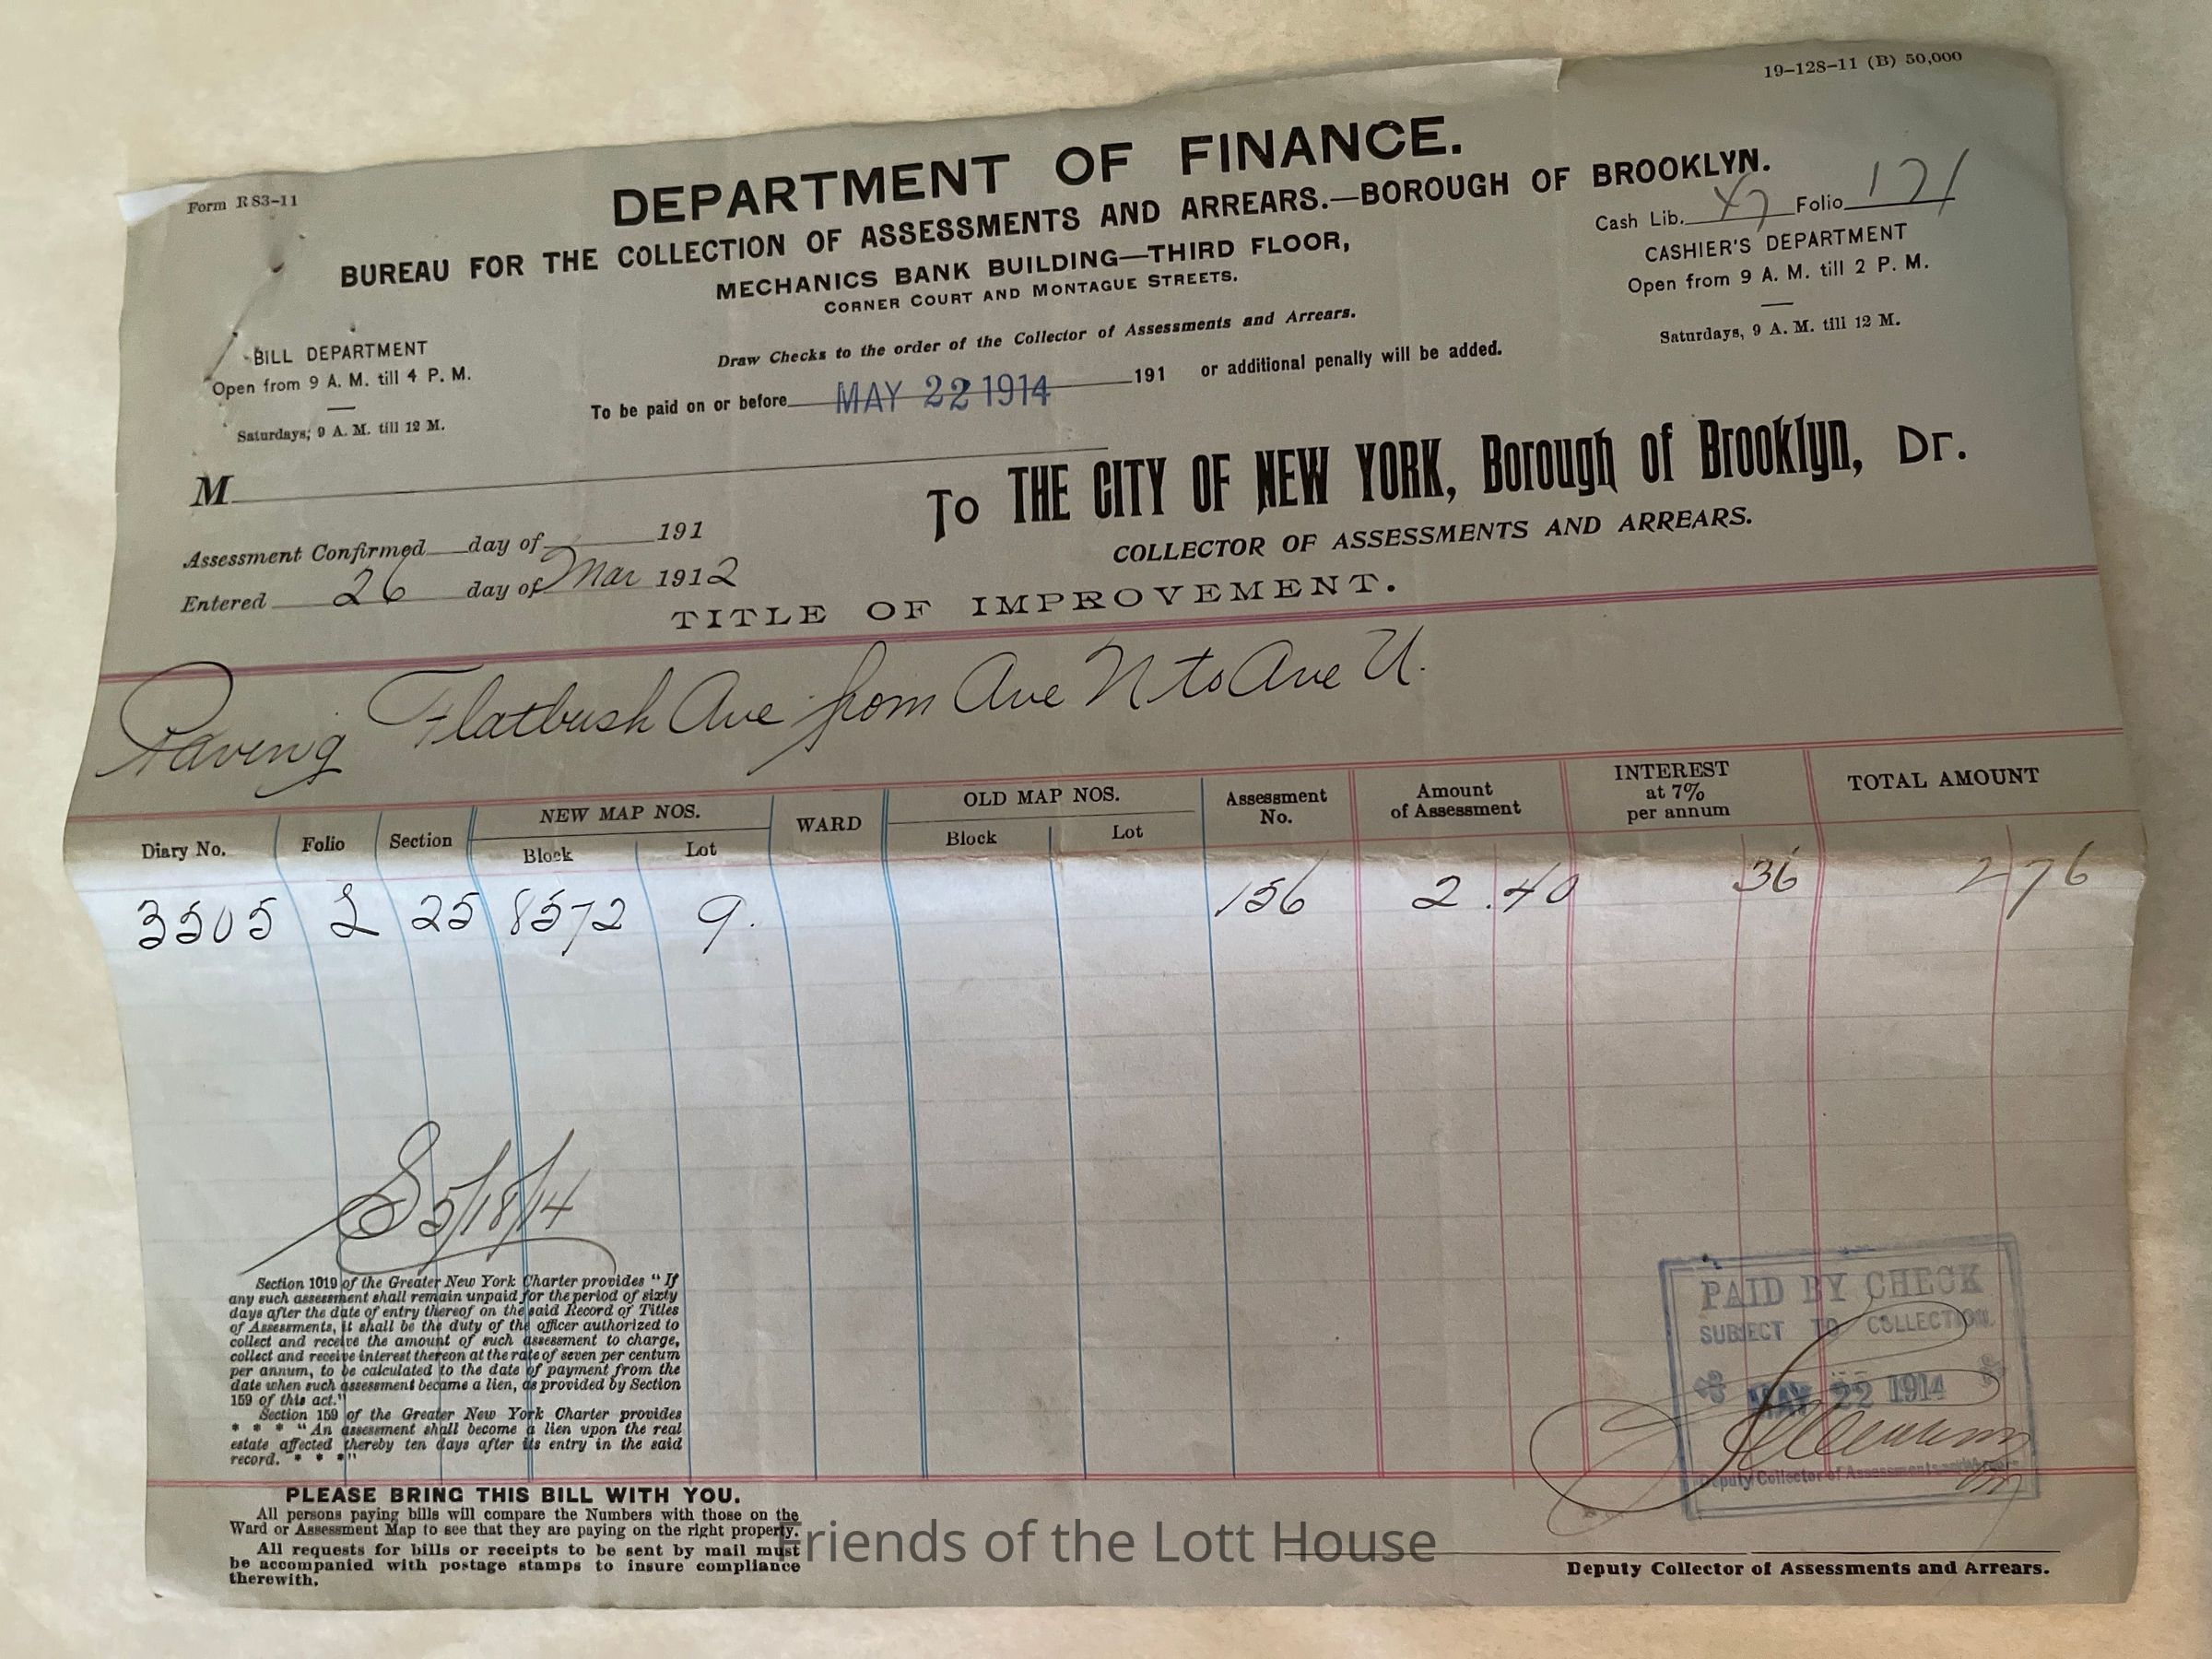 19-128-11 (B) 50,000
Form R S3-11
DEPARTMENT OF FINANCE.
BUREAU FOR THE COLLECTION OF ASSESSMENTS AND ARREARS.—BOROUGH OF BROOKLYN.
MECHANICS BANK BUILDING—THIRD FLOOR,
CORNER COURT AND MONTAGUE STREETS.
Draw Checks to the order of the Collector of Assessments and Arrears.
To be paid on or before MAY 22 1914 191 or additional penalty will be added.
Cash Lib. 47 Folio 121
CASHIER'S DEPARTMENT
Open from 9 A. M. till 2 P. M.
Saturdays, 9 A. M. till 12 M.
BILL DEPARTMENT
Open from 9 A. M. till 4 P. M.
Saturdays; 9 A. M. till 12 M.
M
To THE CITY OF NEW YORK, Borough of Brooklyn, Dr.
COLLECTOR OF ASSESSMENTS AND ARREARS.
Assessment Confirmed day of 191
Entered 26 day of Mar 1912
TITLE OF IMPROVEMENT.
Paving Flatbush Ave from Ave N to Ave U.
Diary No. Folio Section NEW MAP NOS. Block Lot WARD OLD MAP NOS. Block Lot Assessment No. Amount of Assessment INTEREST at 7% per annum TOTAL AMOUNT
3505 2 25 8572 9. 156 2.40 36 2 76
S 5/18/14
Section 1019 of the Greater New York Charter provides "If
any such assessment shall remain unpaid for the period of sixty
days after the date of entry thereof on the said Record of Titles
of Assessments, it shall be the duty of the officer authorized to
collect and receive the amount of such assessment to charge,
collect and receive interest thereon at the rate of seven per centum
per annum, to be calculated to the date of payment from the
date when such assessment became a lien, as provided by Section
159 of this act."
Section 159 of the Greater New York Charter provides
* * * "An assessment shall become a lien upon the real
estate affected thereby ten days after its entry in the said
record. * * *"
PAID BY CHECK
SUBJECT TO COLLECTION.
MAY 22 1914
Deputy Collector of Assessments and Arrears
PLEASE BRING THIS BILL WITH YOU.
All persons paying bills will compare the Numbers with those on the
Ward or Assessment Map to see that they are paying on the right property.
All requests for bills or receipts to be sent by mail must
be accompanied with postage stamps to insure compliance
therewith.
Friends of the Lott House
Deputy Collector of Assessments and Arrears.